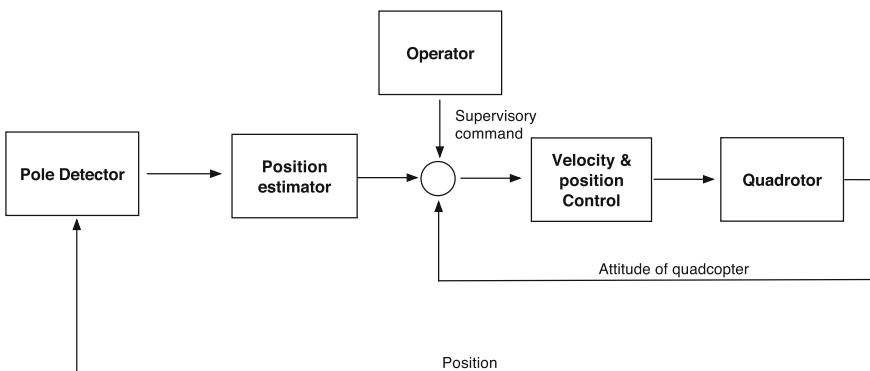 Operator
Supervisory
command
Pole Detector
Position
estimator
Velocity &
position
Control
Quadrotor
Attitude of quadcopter
Position